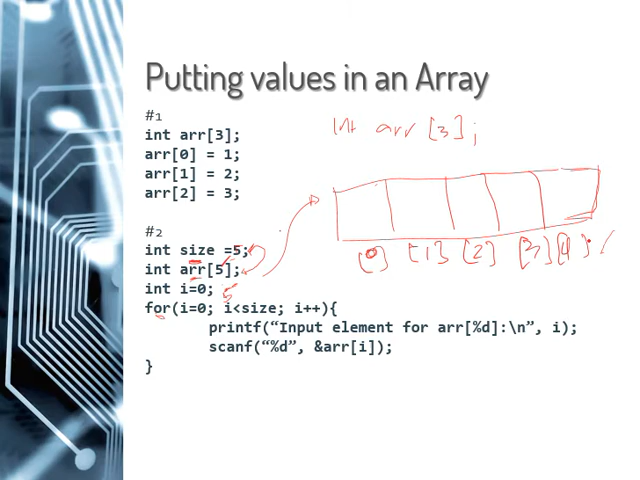 Putting values in an Array
#1
int arr[3];
arr[0] = 1;
arr[1] = 2;
arr[2] = 3;
int arr [3];
[0] [1] [2] [3] [4]
#2
int size =5;
int arr[5];
int i=0;
for(i=0; i<size; i++){
printf(“Input element for arr[%d]:\n”, i);
scanf(“%d”, &arr[i]);
}